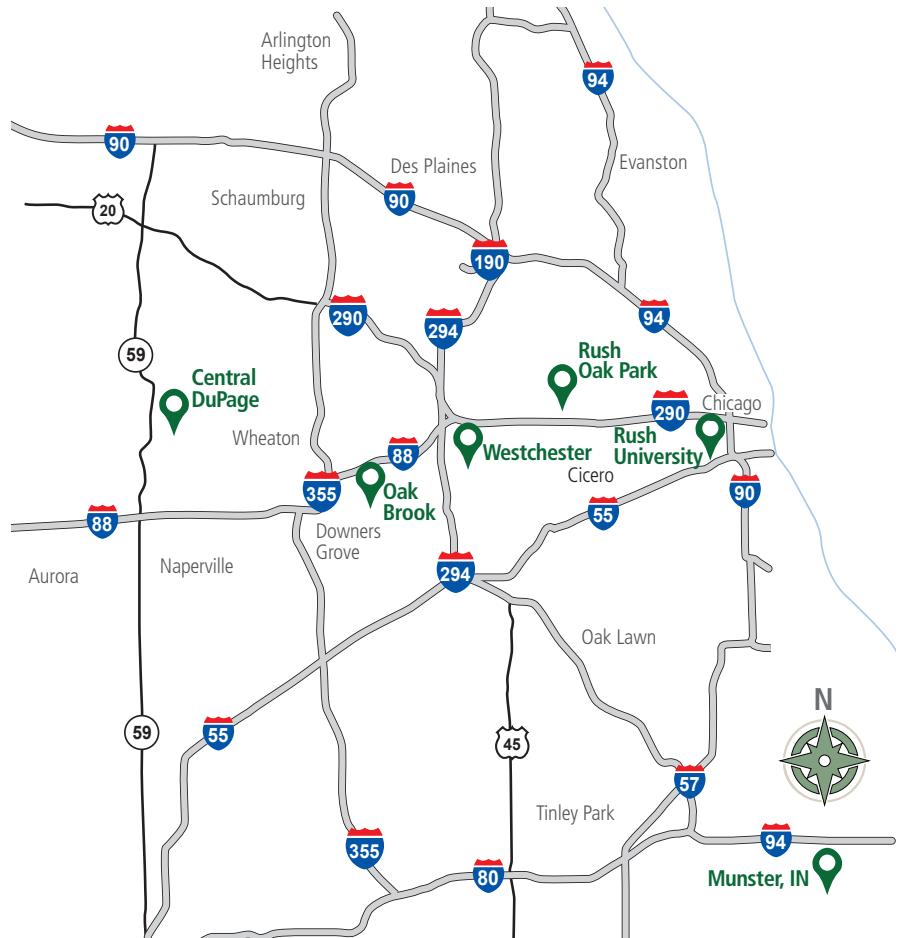 Arlington
Heights
94
90
Des Plaines
Evanston
Schaumburg
90
20
190
290
294
94
59
Rush
Oak Park
Central
DuPage
Chicago
290
Rush
University
Wheaton
88
Westchester
Cicero
355
Oak
Brook
90
55
88
Downers
Grove
Naperville
294
Aurora
Oak Lawn
N
59
55
45
57
Tinley Park
355
94
80
Munster, IN